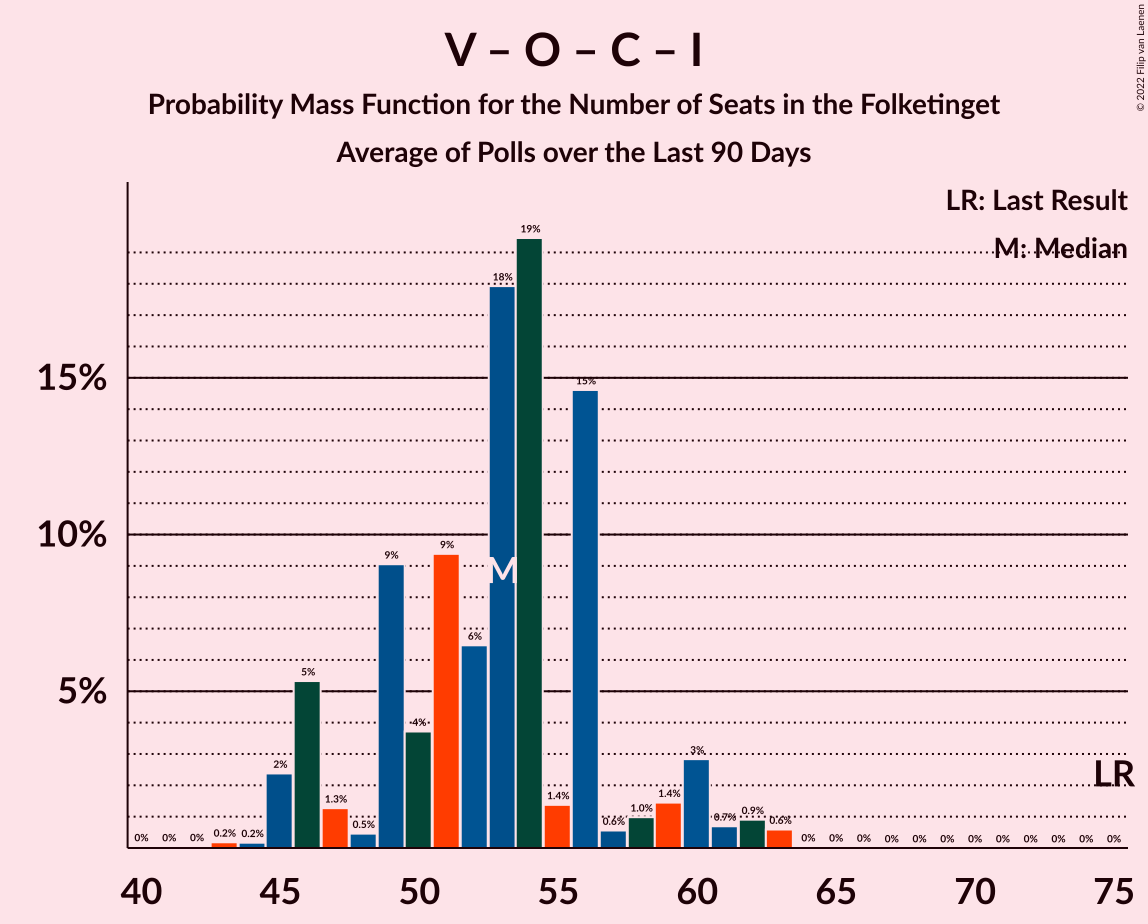 V – O – C – I
Probability Mass Function for the Number of Seats in the Folketinget
Average of Polls over the Last 90 Days
© 2022 Filip van Laenen
LR: Last Result
M: Median
15%
10%
5%
0% 0% 0% 0.2% 0.2% 2% 5% 1.3% 0.5% 9% 4% 9% 6% 18% 19% 1.4% 15% 0.6% 1.0% 1.4% 3% 0.7% 0.9% 0.6% 0% 0% 0% 0% 0% 0% 0% 0% 0% 0% 0% 0%
M
LR
40 45 50 55 60 65 70 75